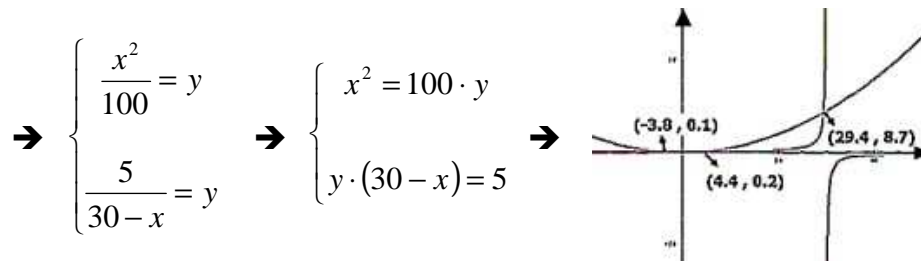 ➔ { x²/100 = y
5/(30 − x) = y
➔ { x² = 100 · y
y · (30 − x) = 5
➔
(-3.8 , 0.1)
(29.4 , 8.7)
(4.4 , 0.2)